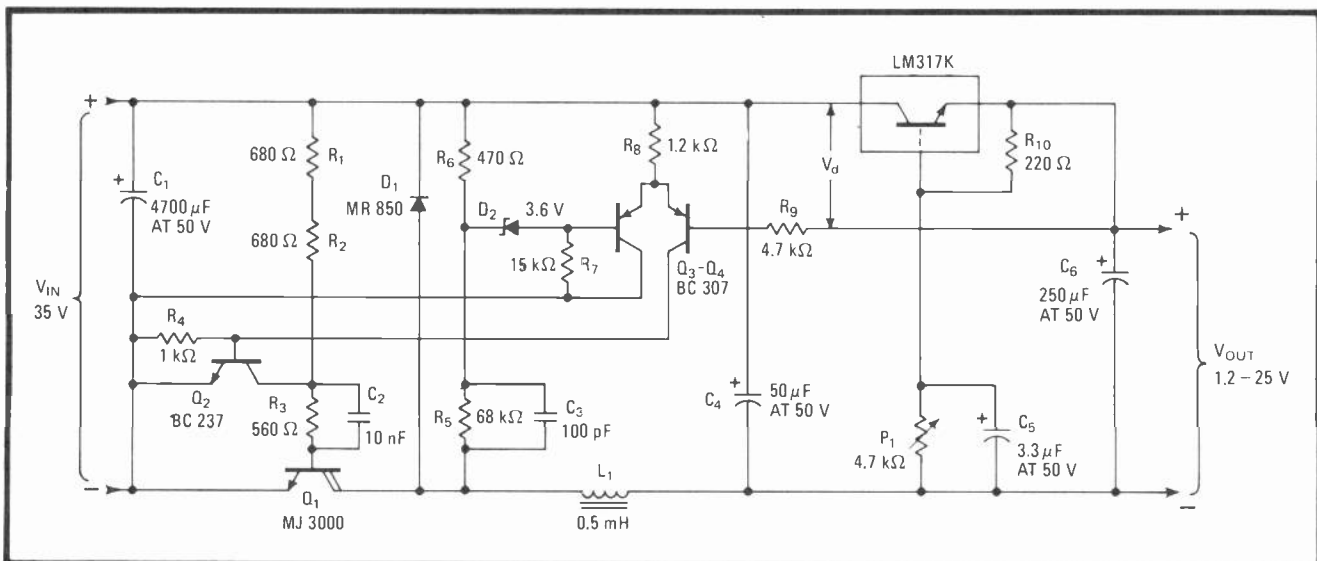 LM317K
+
680 Ω R₁
R₆ 470 Ω
R₈ 1.2 kΩ
V_d
R₁₀
220 Ω
+
C₁
4700 μF
AT 50 V
D₁
MR 850
D₂ 3.6 V
R₉
4.7 kΩ
+
680 Ω R₂
15 kΩ R₇
Q₃-Q₄
BC 307
+
C₆
250 μF
AT 50 V
V_IN
35 V
R₄
1 kΩ
V_OUT
1.2 – 25 V
Q₂
BC 237
R₃
560 Ω
C₂
10 nF
R₅ 68 kΩ
C₃
100 pF
+
C₄
50 μF
AT 50 V
P₁
4.7 kΩ
+
C₅
3.3 μF
AT 50 V
–
Q₁
MJ 3000
L₁
0.5 mH
–